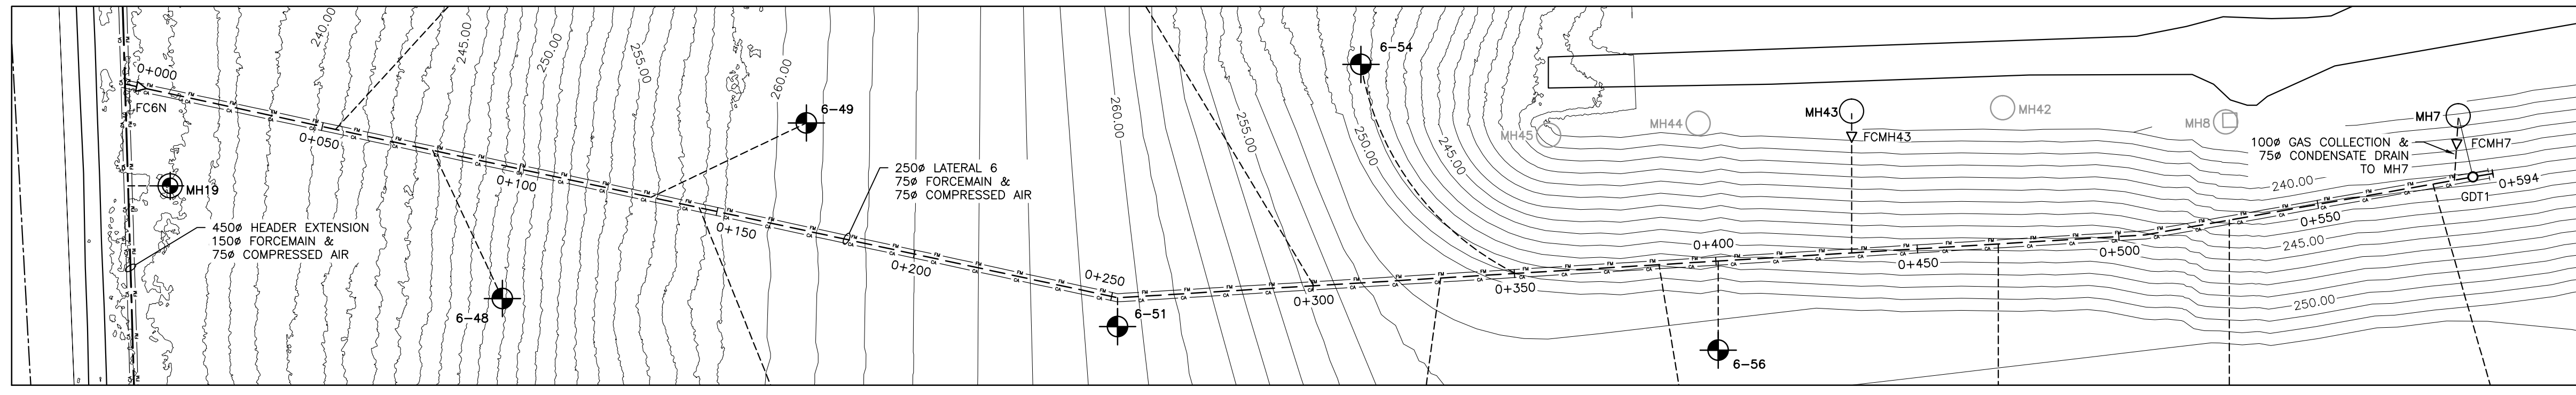 0+000
FC6N
240.00
245.00
250.00
255.00
260.00
260.00
255.00
250.00
245.00
6-54
6-49
0+050
0+100
0+150
0+200
0+250
0+300
0+350
0+400
0+450
0+500
0+550
0+594
MH19
450ø HEADER EXTENSION
150ø FORCEMAIN &
75ø COMPRESSED AIR
6-48
250ø LATERAL 6
75ø FORCEMAIN &
75ø COMPRESSED AIR
6-51
6-56
MH45
MH44
MH43
FCMH43
MH42
MH8
MH7
FCMH7
100ø GAS COLLECTION &
75ø CONDENSATE DRAIN
TO MH7
GDT1
240.00
245.00
250.00